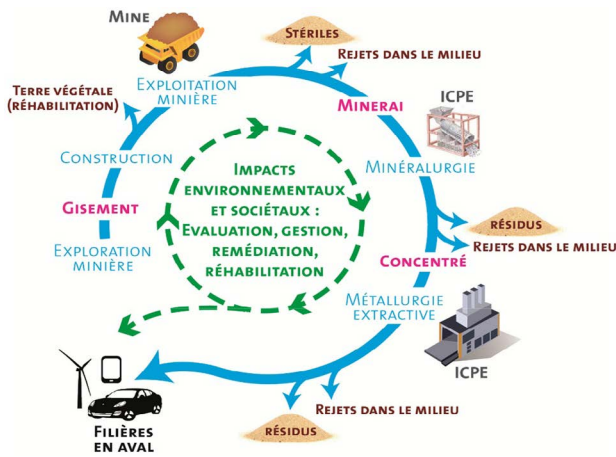 MINE
STÉRILES
REJETS DANS LE MILIEU
TERRE VÉGÉTALE
(RÉHABILITATION)
EXPLOITATION
MINIÈRE
MINERAI
ICPE
CONSTRUCTION
MINÉRALURGIE
IMPACTS
ENVIRONNEMENTAUX
ET SOCIÉTAUX :
EVALUATION, GESTION,
REMÉDIATION,
RÉHABILITATION
GISEMENT
EXPLORATION
MINIÈRE
RÉSIDUS
REJETS DANS LE MILIEU
CONCENTRÉ
MÉTALLURGIE
EXTRACTIVE
ICPE
REJETS DANS LE MILIEU
RÉSIDUS
FILIÈRES
EN AVAL